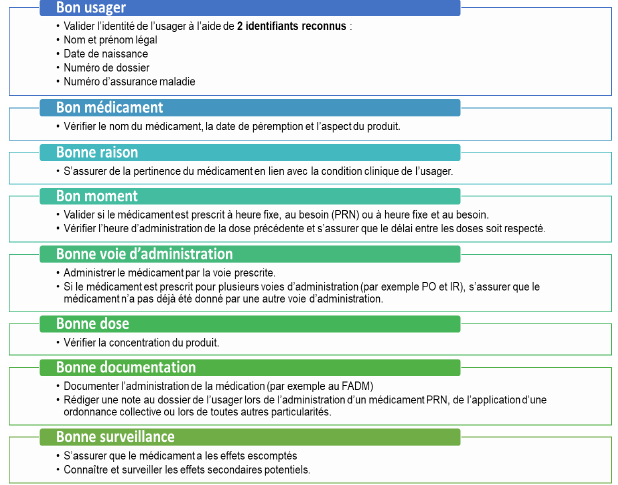 Bon usager
• Valider l’identité de l’usager à l’aide de 2 identifiants reconnus :
• Nom et prénom légal
• Date de naissance
• Numéro de dossier
• Numéro d’assurance maladie
Bon médicament
• Vérifier le nom du médicament, la date de péremption et l’aspect du produit.
Bonne raison
• S’assurer de la pertinence du médicament en lien avec la condition clinique de l’usager.
Bon moment
• Valider si le médicament est prescrit à heure fixe, au besoin (PRN) ou à heure fixe et au besoin.
• Vérifier l’heure d’administration de la dose précédente et s’assurer que le délai entre les doses soit respecté.
Bonne voie d’administration
• Administrer le médicament par la voie prescrite.
• Si le médicament est prescrit pour plusieurs voies d’administration (par exemple PO et IR), s’assurer que le
médicament n’a pas déjà été donné par une autre voie d’administration.
Bonne dose
• Vérifier la concentration du produit.
Bonne documentation
• Documenter l’administration de la médication (par exemple au FADM)
• Rédiger une note au dossier de l’usager lors de l’administration d’un médicament PRN, de l’application d’une
ordonnance collective ou lors de toutes autres particularités.
Bonne surveillance
• S’assurer que le médicament a les effets escomptés
• Connaître et surveiller les effets secondaires potentiels.